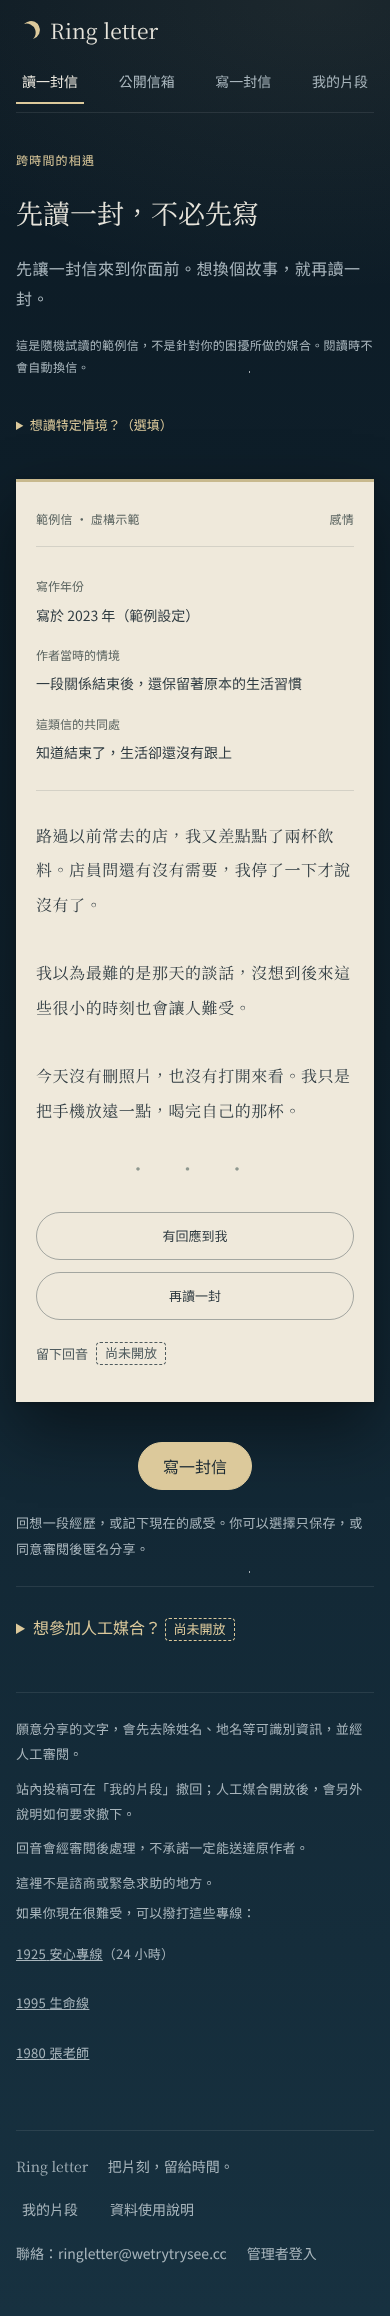 Ring letter
讀一封信 公開信箱 寫一封信 我的片段
跨時間的相遇
先讀一封，不必先寫
先讓一封信來到你面前。想換個故事，就再讀一
封。
這是隨機試讀的範例信，不是針對你的困擾所做的媒合。閱讀時不
會自動換信。
想讀特定情境？（選填）
範例信 · 虛構示範 感情
寫作年份
寫於 2023 年（範例設定）
作者當時的情境
一段關係結束後，還保留著原本的生活習慣
這類信的共同處
知道結束了，生活卻還沒有跟上
路過以前常去的店，我又差點點了兩杯飲
料。店員問還有沒有需要，我停了一下才說
沒有了。
我以為最難的是那天的談話，沒想到後來這
些很小的時刻也會讓人難受。
今天沒有刪照片，也沒有打開來看。我只是
把手機放遠一點，喝完自己的那杯。
有回應到我
再讀一封
留下回音 尚未開放
寫一封信
回想一段經歷，或記下現在的感受。你可以選擇只保存，或
同意審閱後匿名分享。
想參加人工媒合？ 尚未開放
願意分享的文字，會先去除姓名、地名等可識別資訊，並經
人工審閱。
站內投稿可在「我的片段」撤回；人工媒合開放後，會另外
說明如何要求撤下。
回音會經審閱後處理，不承諾一定能送達原作者。
這裡不是諮商或緊急求助的地方。
如果你現在很難受，可以撥打這些專線：
1925 安心專線（24 小時）
1995 生命線
1980 張老師
Ring letter 把片刻，留給時間。
我的片段 資料使用說明
聯絡：ringletter@wetrytrysee.cc 管理者登入